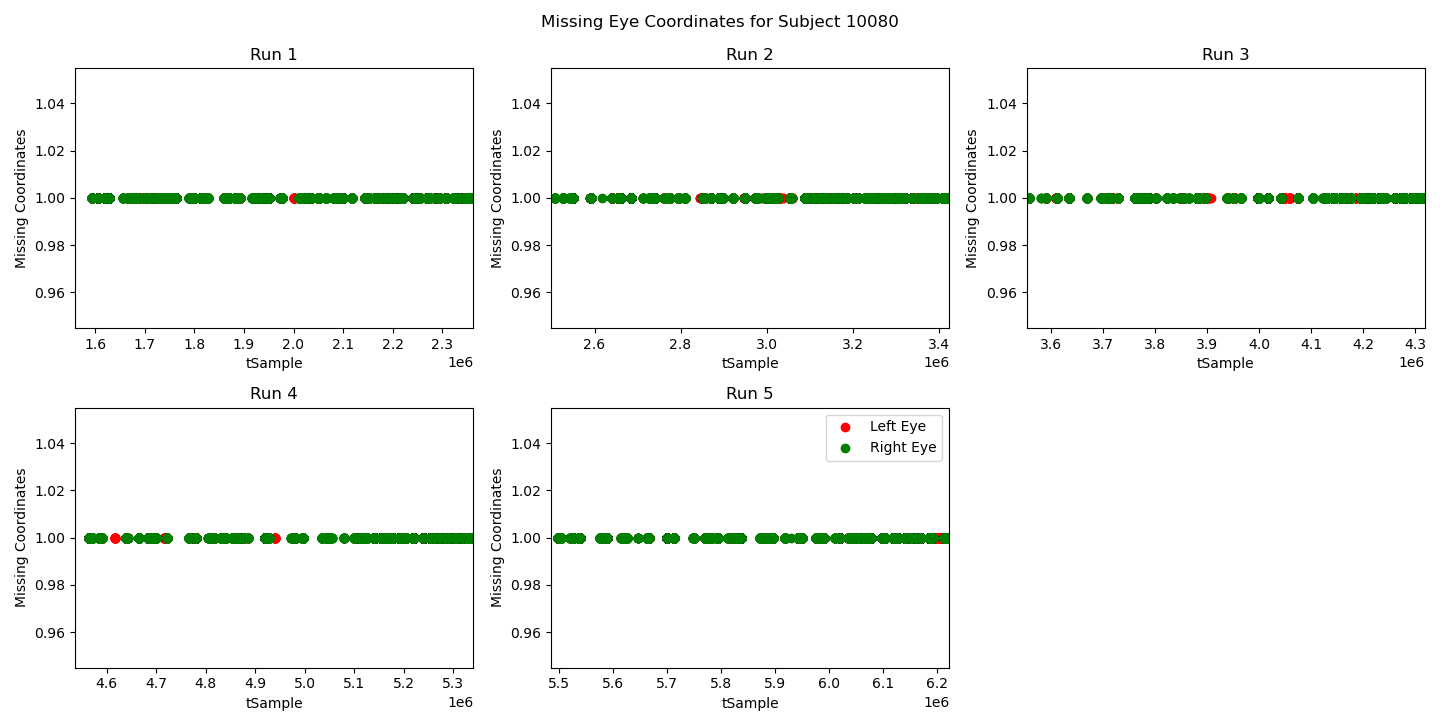 Missing Eye Coordinates for Subject 10080
Run 1
Missing Coordinates
1.04
1.02
1.00
0.98
0.96
1.6 1.7 1.8 1.9 2.0 2.1 2.2 2.3
tSample
1e6
Run 2
Missing Coordinates
1.04
1.02
1.00
0.98
0.96
2.6 2.8 3.0 3.2 3.4
tSample
1e6
Run 3
Missing Coordinates
1.04
1.02
1.00
0.98
0.96
3.6 3.7 3.8 3.9 4.0 4.1 4.2 4.3
tSample
1e6
Run 4
Missing Coordinates
1.04
1.02
1.00
0.98
0.96
4.6 4.7 4.8 4.9 5.0 5.1 5.2 5.3
tSample
1e6
Run 5
Left Eye
Right Eye
Missing Coordinates
1.04
1.02
1.00
0.98
0.96
5.5 5.6 5.7 5.8 5.9 6.0 6.1 6.2
tSample
1e6